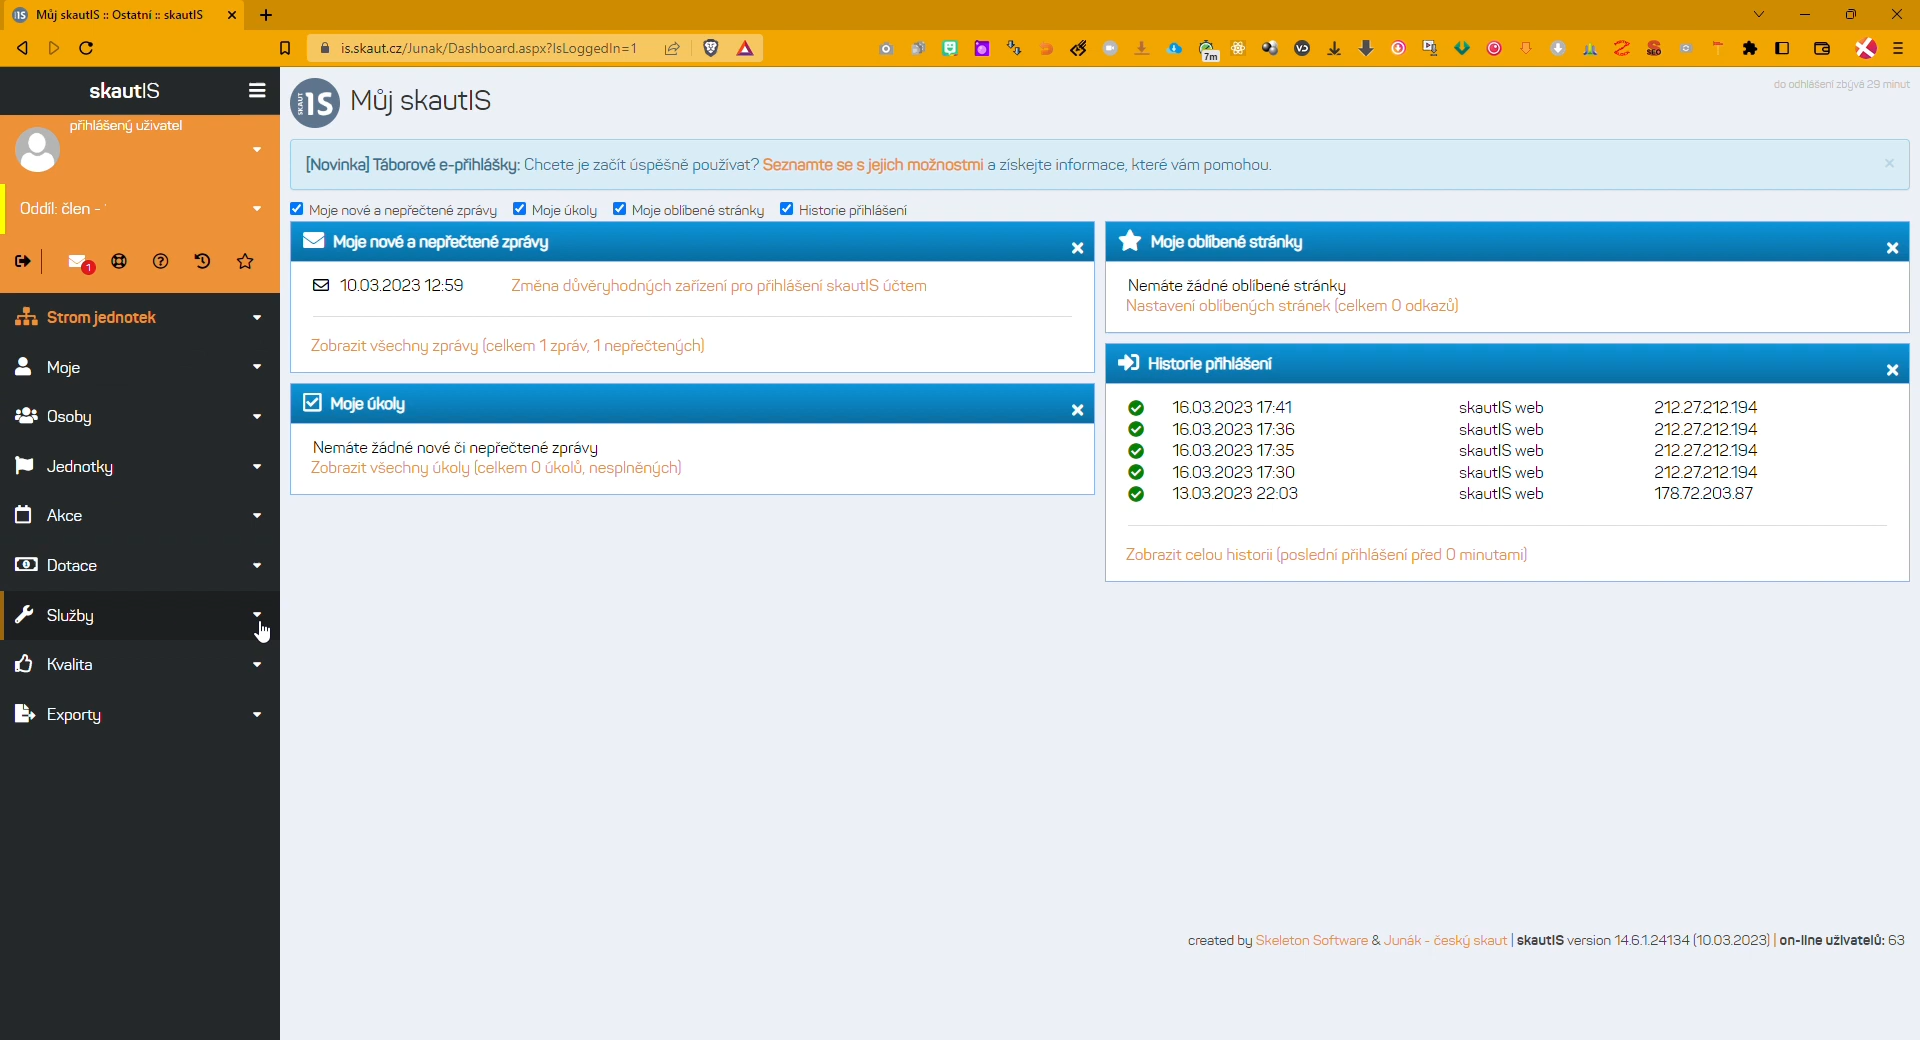 Můj skautIS :: Ostatní :: skautIS
is.skaut.cz/Junak/Dashboard.aspx?IsLoggedIn=1
7m
skautIS
přihlášený uživatel
Oddíl: člen -
1
Strom jednotek
Moje
Osoby
Jednotky
Akce
Dotace
Služby
Kvalita
Exporty
Můj skautIS
do odhlášení zbývá 29 minut
[Novinka] Táborové e-přihlášky: Chcete je začít úspěšně používat? Seznamte se s jejich možnostmi a získejte informace, které vám pomohou.
Moje nové a nepřečtené zprávy Moje úkoly Moje oblíbené stránky Historie přihlášení
Moje nové a nepřečtené zprávy
10.03.2023 12:59 Změna důvěryhodných zařízení pro přihlášení skautIS účtem
Zobrazit všechny zprávy (celkem 1 zpráv, 1 nepřečtených)
Moje úkoly
Nemáte žádné nové či nepřečtené zprávy
Zobrazit všechny úkoly (celkem 0 úkolů, nesplněných)
Moje oblíbené stránky
Nemáte žádné oblíbené stránky
Nastavení oblíbených stránek (celkem 0 odkazů)
Historie přihlášení
16.03.2023 17:41 skautIS web 212.27.212.194
16.03.2023 17:36 skautIS web 212.27.212.194
16.03.2023 17:35 skautIS web 212.27.212.194
16.03.2023 17:30 skautIS web 212.27.212.194
13.03.2023 22:03 skautIS web 178.72.203.87
Zobrazit celou historii (poslední přihlášení před 0 minutami)
created by Skeleton Software & Junák - český skaut | skautIS version 14.6.1.24134 (10.03.2023) | on-line uživatelů: 63